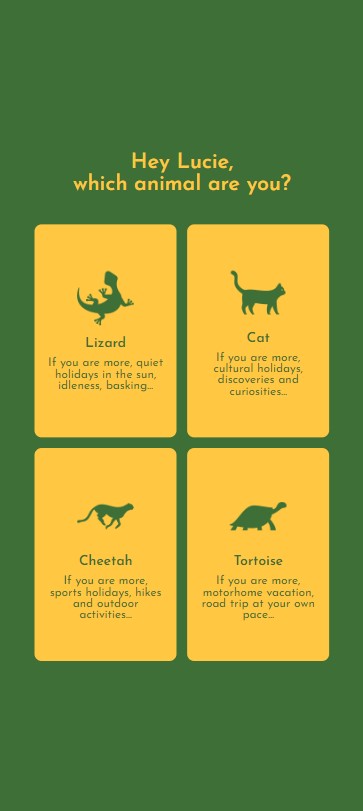 Hey Lucie,
which animal are you?
Lizard
If you are more, quiet
holidays in the sun,
idleness, basking...
Cat
If you are more,
cultural holidays,
discoveries and
curiosities...
Cheetah
If you are more,
sports holidays, hikes
and outdoor
activities...
Tortoise
If you are more,
motorhome vacation,
road trip at your own
pace...